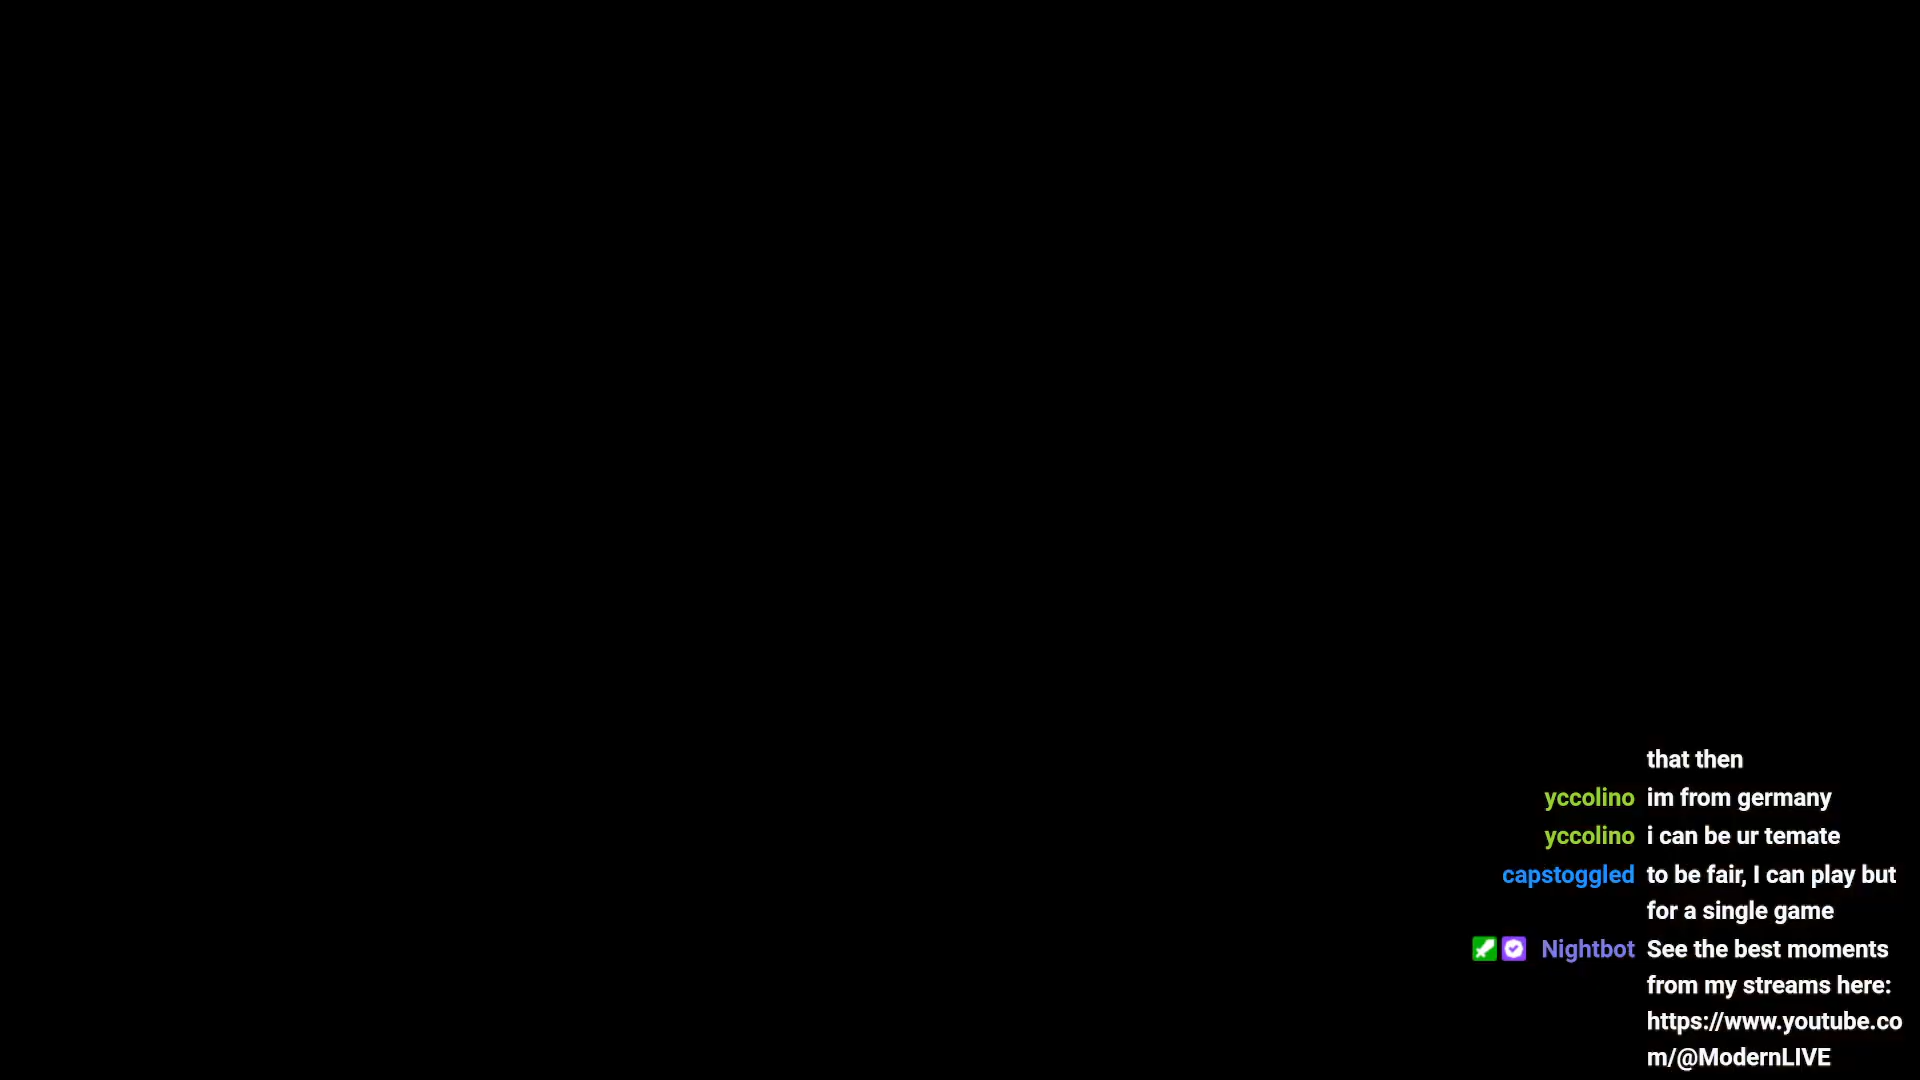 that then
yccolino im from germany
yccolino i can be ur temate
capstoggled to be fair, I can play but
for a single game
Nightbot See the best moments
from my streams here:
https://www.youtube.co
m/@ModernLIVE